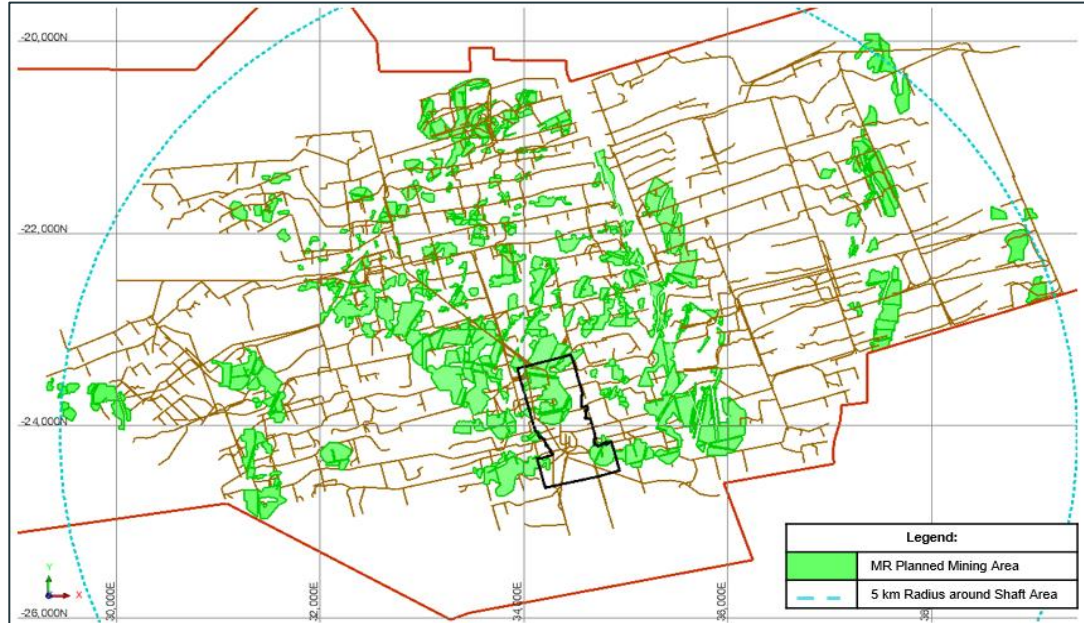 -20,000N
-22,000N
-24,000N
-26,000N
30,000E
32,000E
34,000E
36,000E
38,000E
Y
X
Legend:
MR Planned Mining Area
5 km Radius around Shaft Area